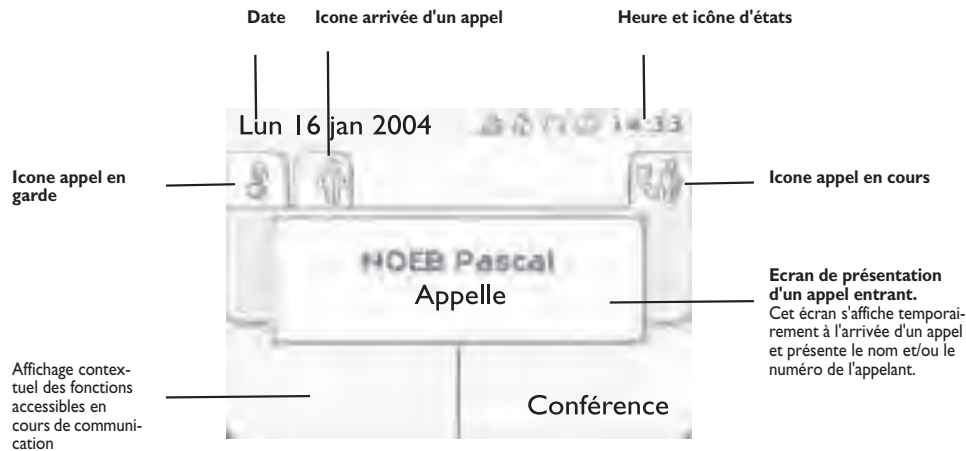 Date
Icone arrivée d'un appel
Heure et icône d'états
Lun 16 jan 2004
14:33
Icone appel en
garde
Icone appel en cours
NOEB Pascal
Appelle
Ecran de présentation
d'un appel entrant.
Cet écran s'affiche temporai-
rement à l'arrivée d'un appel
et présente le nom et/ou le
numéro de l'appelant.
Affichage contex-
tuel des fonctions
accessibles en
cours de communi-
cation
Conférence